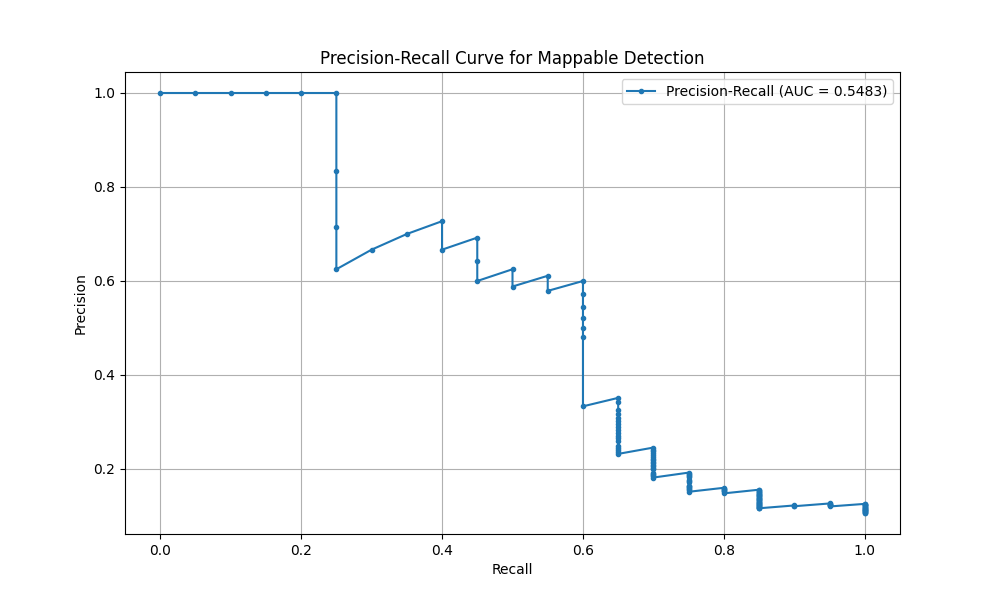 Precision-Recall Curve for Mappable Detection
Precision-Recall (AUC = 0.5483)
1.0
0.8
0.6
0.4
0.2
Precision
0.0 0.2 0.4 0.6 0.8 1.0
Recall